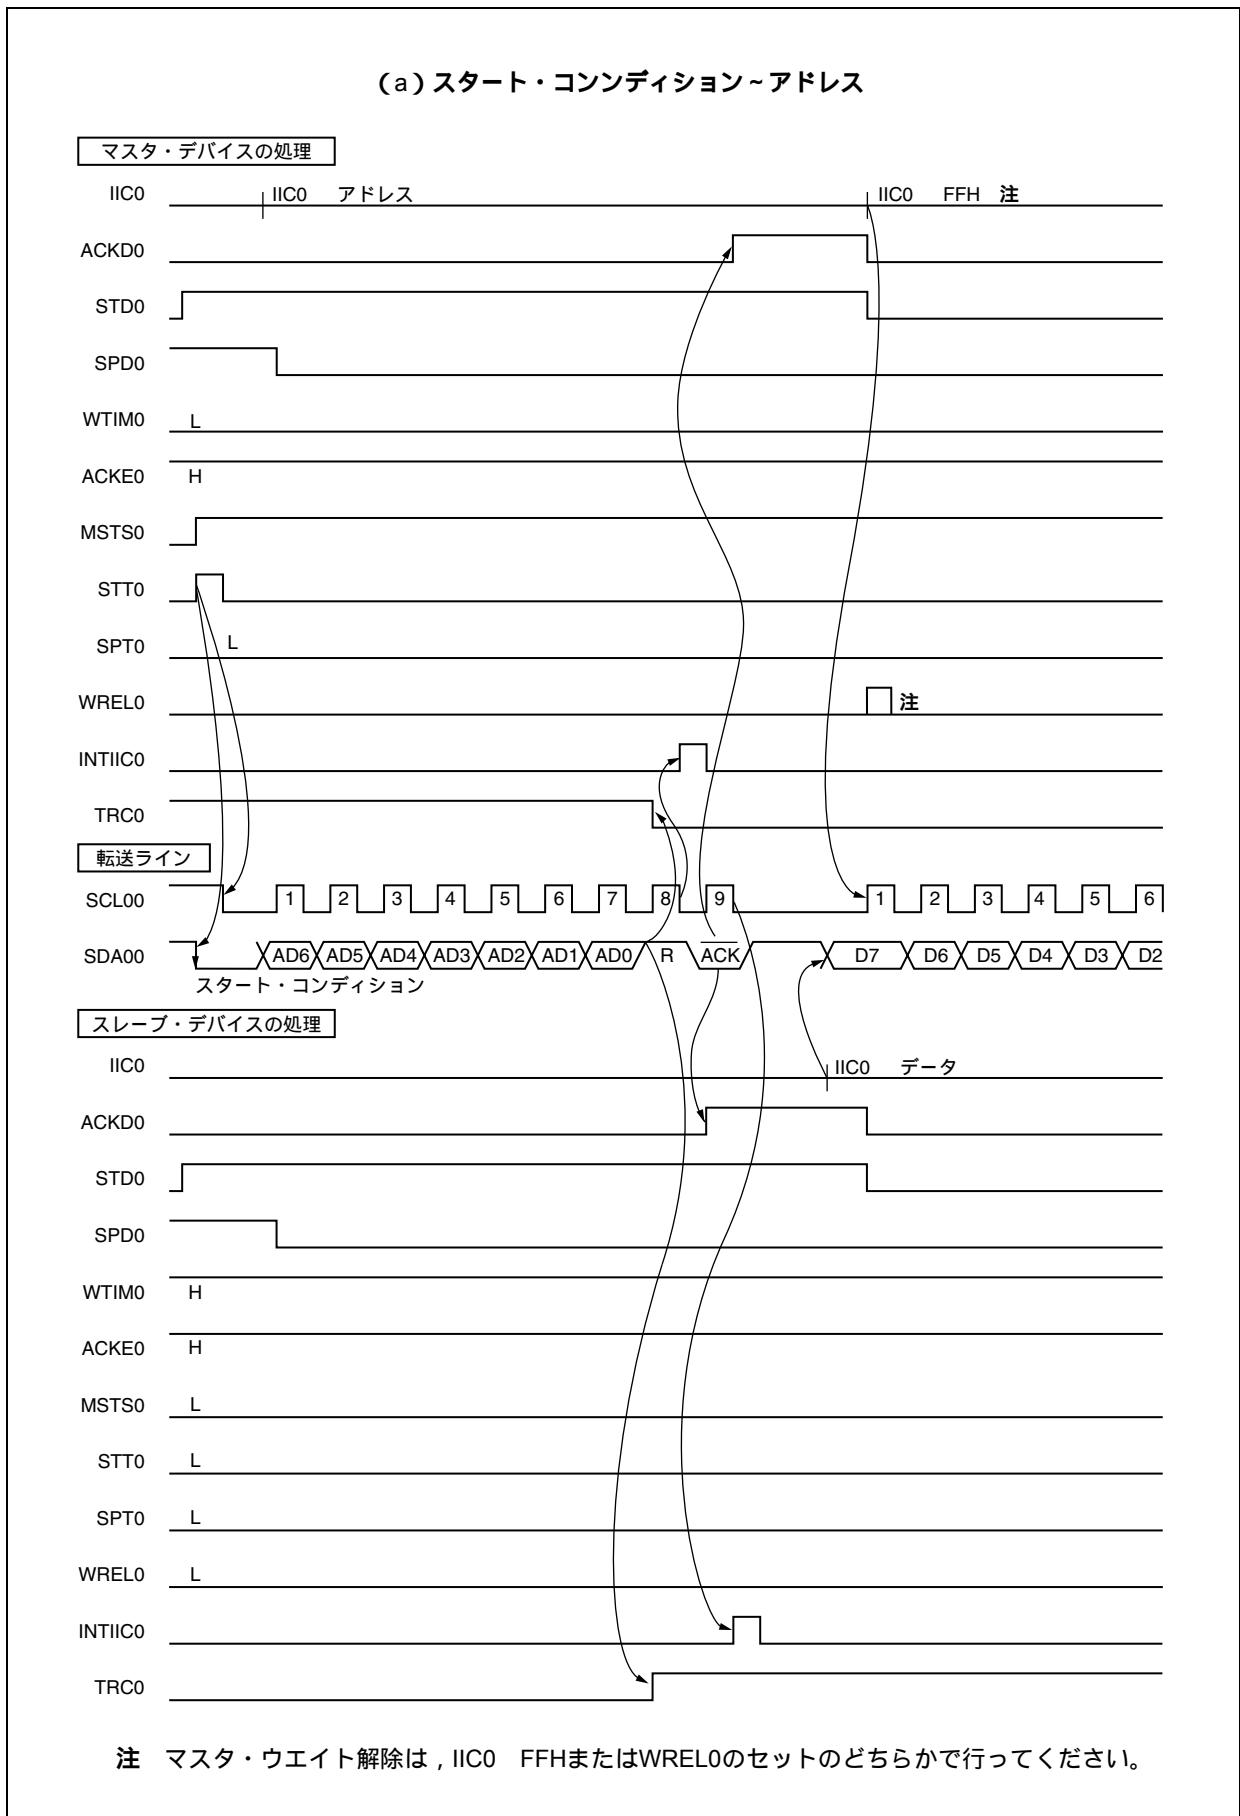 （a）スタート・コンンディション～アドレス
マスタ・デバイスの処理
IIC0 IIC0 アドレス IIC0 FFH 注
ACKD0
STD0
SPD0
WTIM0 L
ACKE0 H
MSTS0
STT0
SPT0 L
WREL0 注
INTIIC0
TRC0
転送ライン
SCL00 1 2 3 4 5 6 7 8 9 1 2 3 4 5 6
SDA00 AD6 AD5 AD4 AD3 AD2 AD1 AD0 R ACK D7 D6 D5 D4 D3 D2
スタート・コンディション
スレーブ・デバイスの処理
IIC0 IIC0 データ
ACKD0
STD0
SPD0
WTIM0 H
ACKE0 H
MSTS0 L
STT0 L
SPT0 L
WREL0 L
INTIIC0
TRC0
注 マスタ・ウエイト解除は，IIC0 FFHまたはWREL0のセットのどちらかで行ってください。